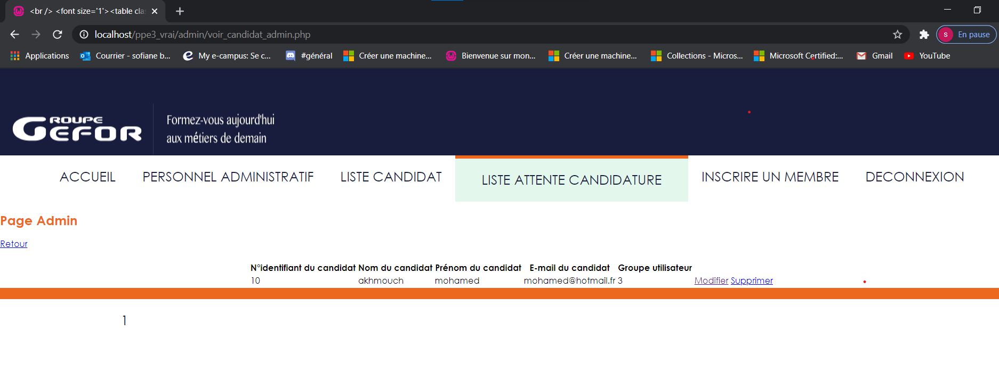 <br /> <font size='1'><table cla
localhost/ppe3_vrai/admin/voir_candidat_admin.php
S En pause
Applications Courrier - sofiane b... My e-campus: Se c... #général Créer une machine... Bienvenue sur mon... Créer une machine... Collections - Micros... Microsoft Certified:... Gmail YouTube
GROUPE
GEFOR
Formez-vous aujourd'hui
aux métiers de demain
ACCUEIL PERSONNEL ADMINISTRATIF LISTE CANDIDAT LISTE ATTENTE CANDIDATURE INSCRIRE UN MEMBRE DECONNEXION
Page Admin
Retour
N°identifiant du candidat Nom du candidat Prénom du candidat E-mail du candidat Groupe utilisateur
10 akhmouch mohamed mohamed@hotmail.fr 3 Modifier Supprimer
1